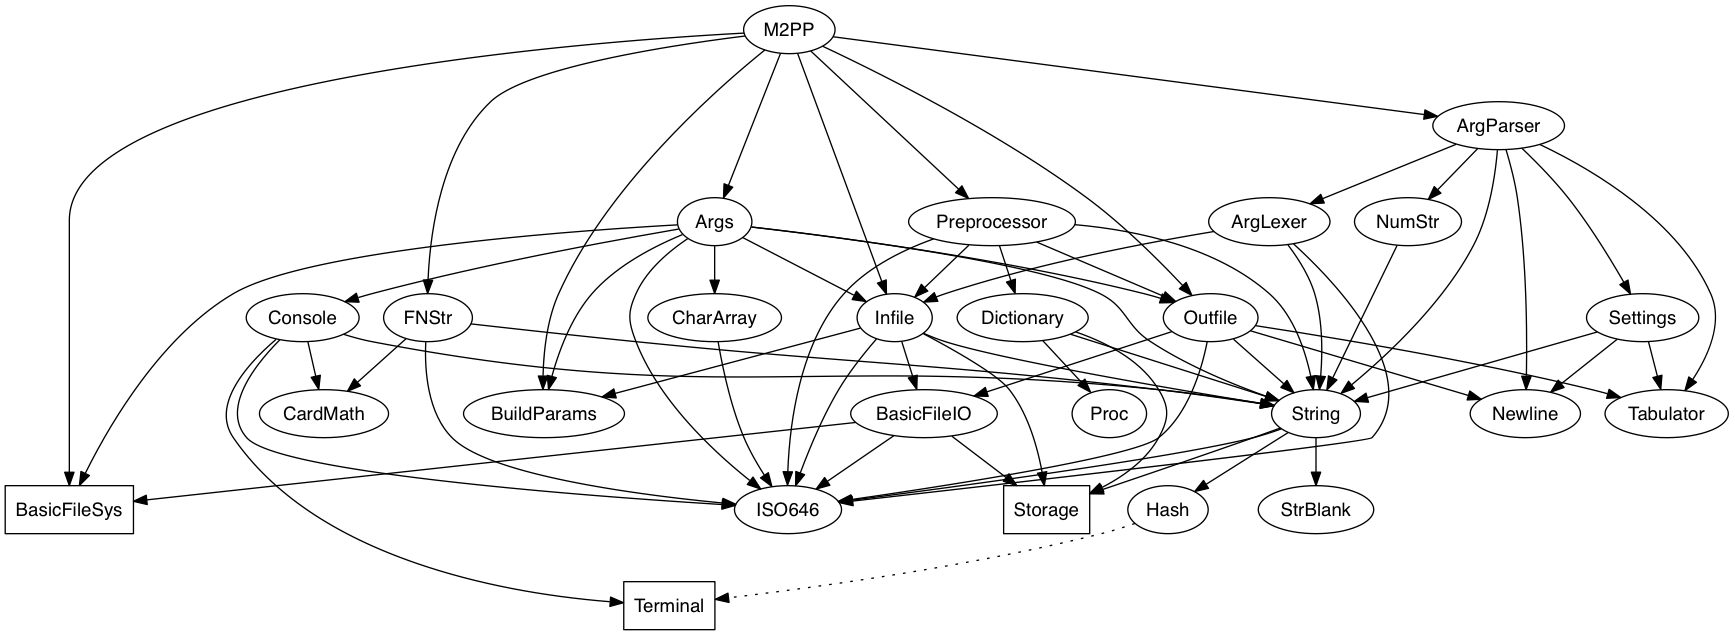 M2PP
ArgParser
Args
Preprocessor
ArgLexer
NumStr
Console
FNStr
CharArray
Infile
Dictionary
Outfile
Settings
CardMath
BuildParams
BasicFileIO
Proc
String
Newline
Tabulator
BasicFileSys
ISO646
Storage
Hash
StrBlank
Terminal